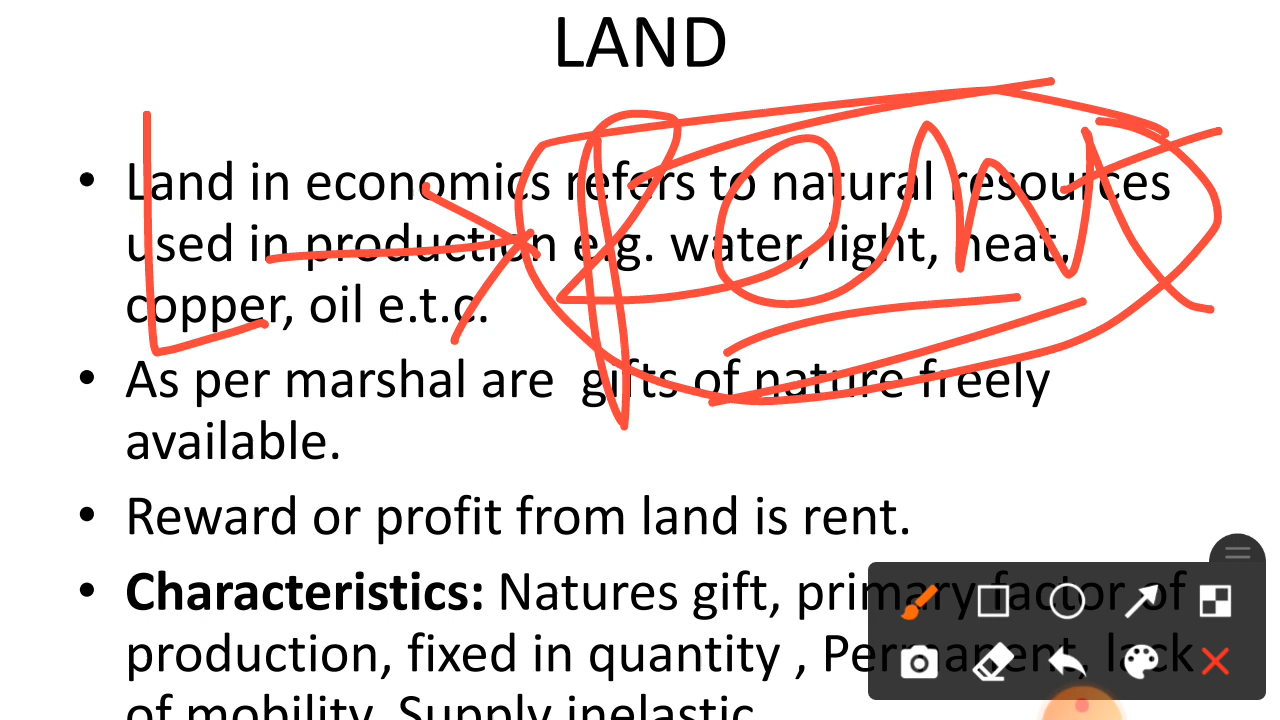 LAND
• Land in economics refers to natural resources
used in production e.g. water, light, heat,
copper, oil e.t.c.
• As per marshal are gifts of nature freely
available.
• Reward or profit from land is rent.
• Characteristics: Natures gift, primary factor of
production, fixed in quantity , Permanent, lack
of mobility, Supply inelastic
L